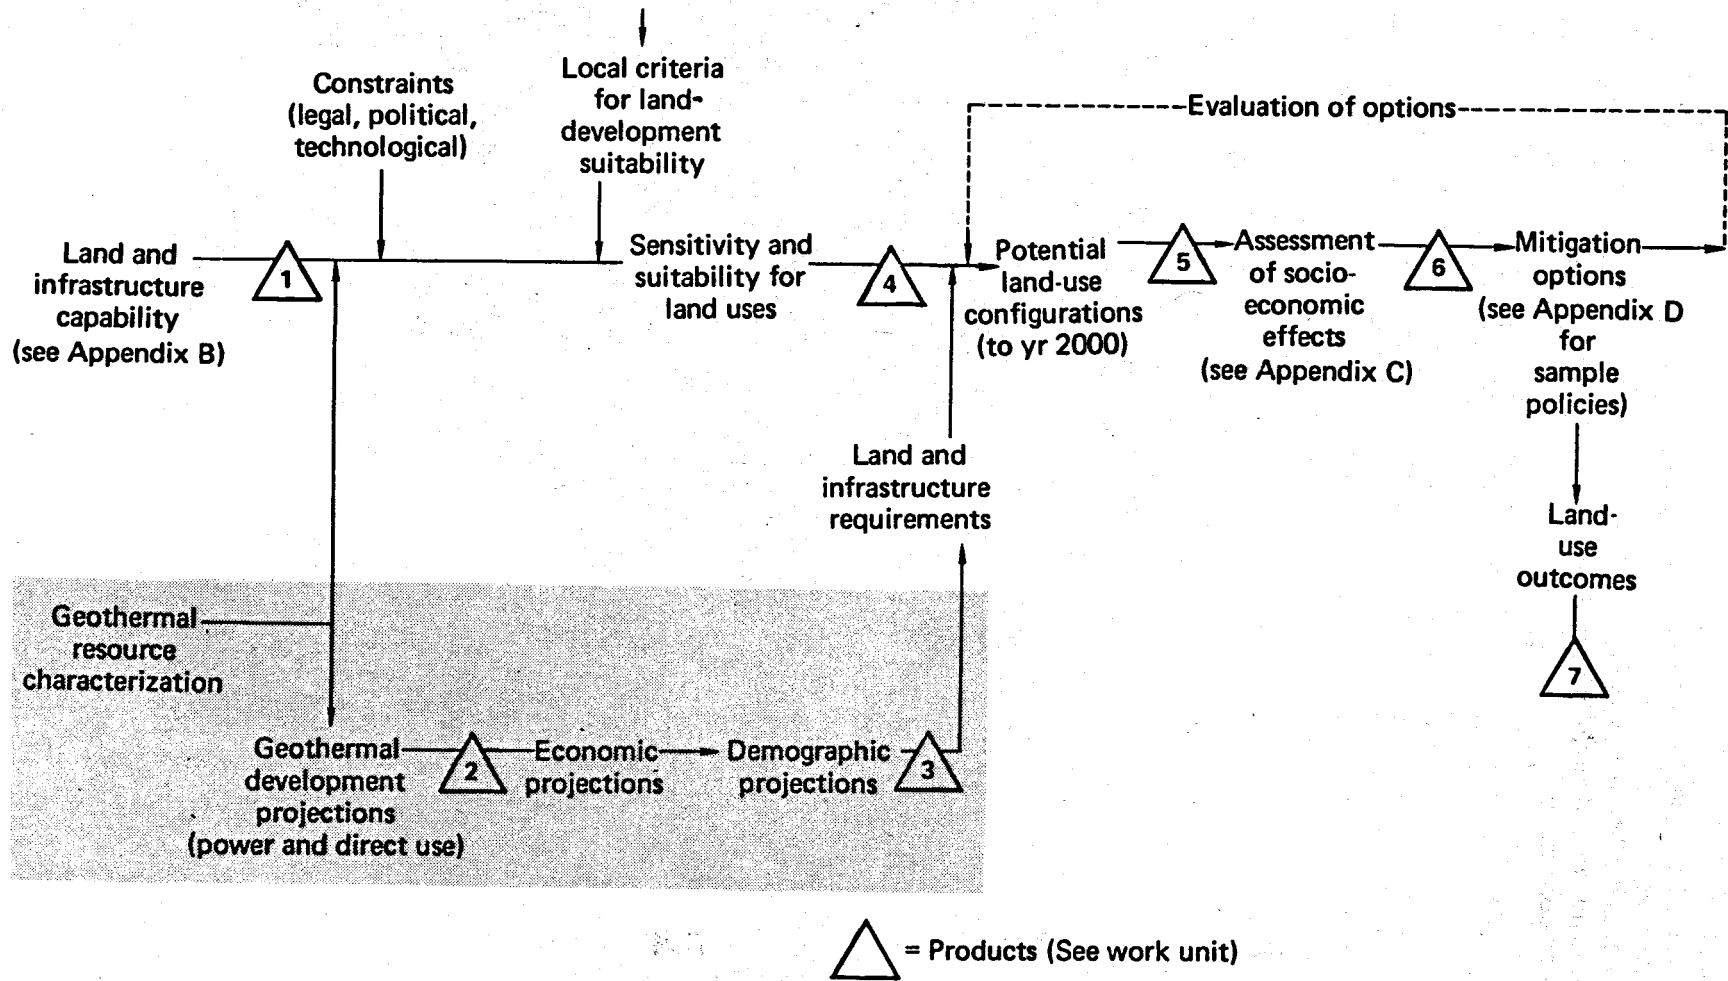 Constraints
(legal, political,
technological)
Local criteria
for land-
development
suitability
Evaluation of options
Land and
infrastructure
capability
(see Appendix B)
1
Sensitivity and
suitability for
land uses
4
Potential
land-use
configurations
(to yr 2000)
5
Assessment
of socio-
economic
effects
(see Appendix C)
6
Mitigation
options
(see Appendix D
for
sample
policies)
Land and
infrastructure
requirements
Land-
use
outcomes
7
Geothermal
resource
characterization
Geothermal
development
projections
(power and direct use)
2
Economic
projections
Demographic
projections
3
= Products (See work unit)